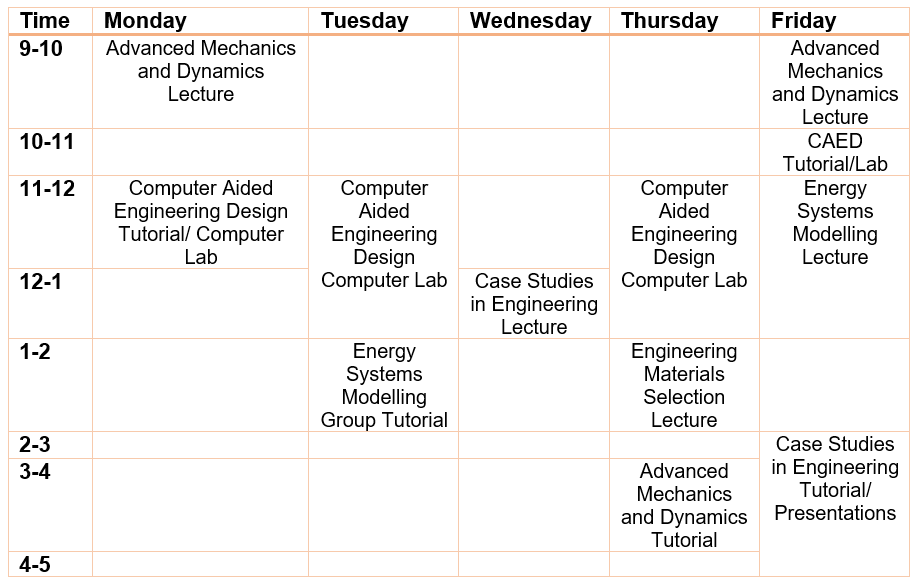 Time Monday Tuesday Wednesday Thursday Friday
9-10
Advanced Mechanics
and Dynamics
Lecture
Advanced
Mechanics
and Dynamics
Lecture
10-11
CAED
Tutorial/Lab
11-12
Computer Aided
Engineering Design
Tutorial/ Computer
Lab
Computer
Aided
Engineering
Design
Computer Lab
Computer
Aided
Engineering
Design
Computer Lab
Energy
Systems
Modelling
Lecture
12-1
Case Studies
in Engineering
Lecture
1-2
Energy
Systems
Modelling
Group Tutorial
Engineering
Materials
Selection
Lecture
2-3
Case Studies
in Engineering
Tutorial/
Presentations
3-4
Advanced
Mechanics
and Dynamics
Tutorial
4-5